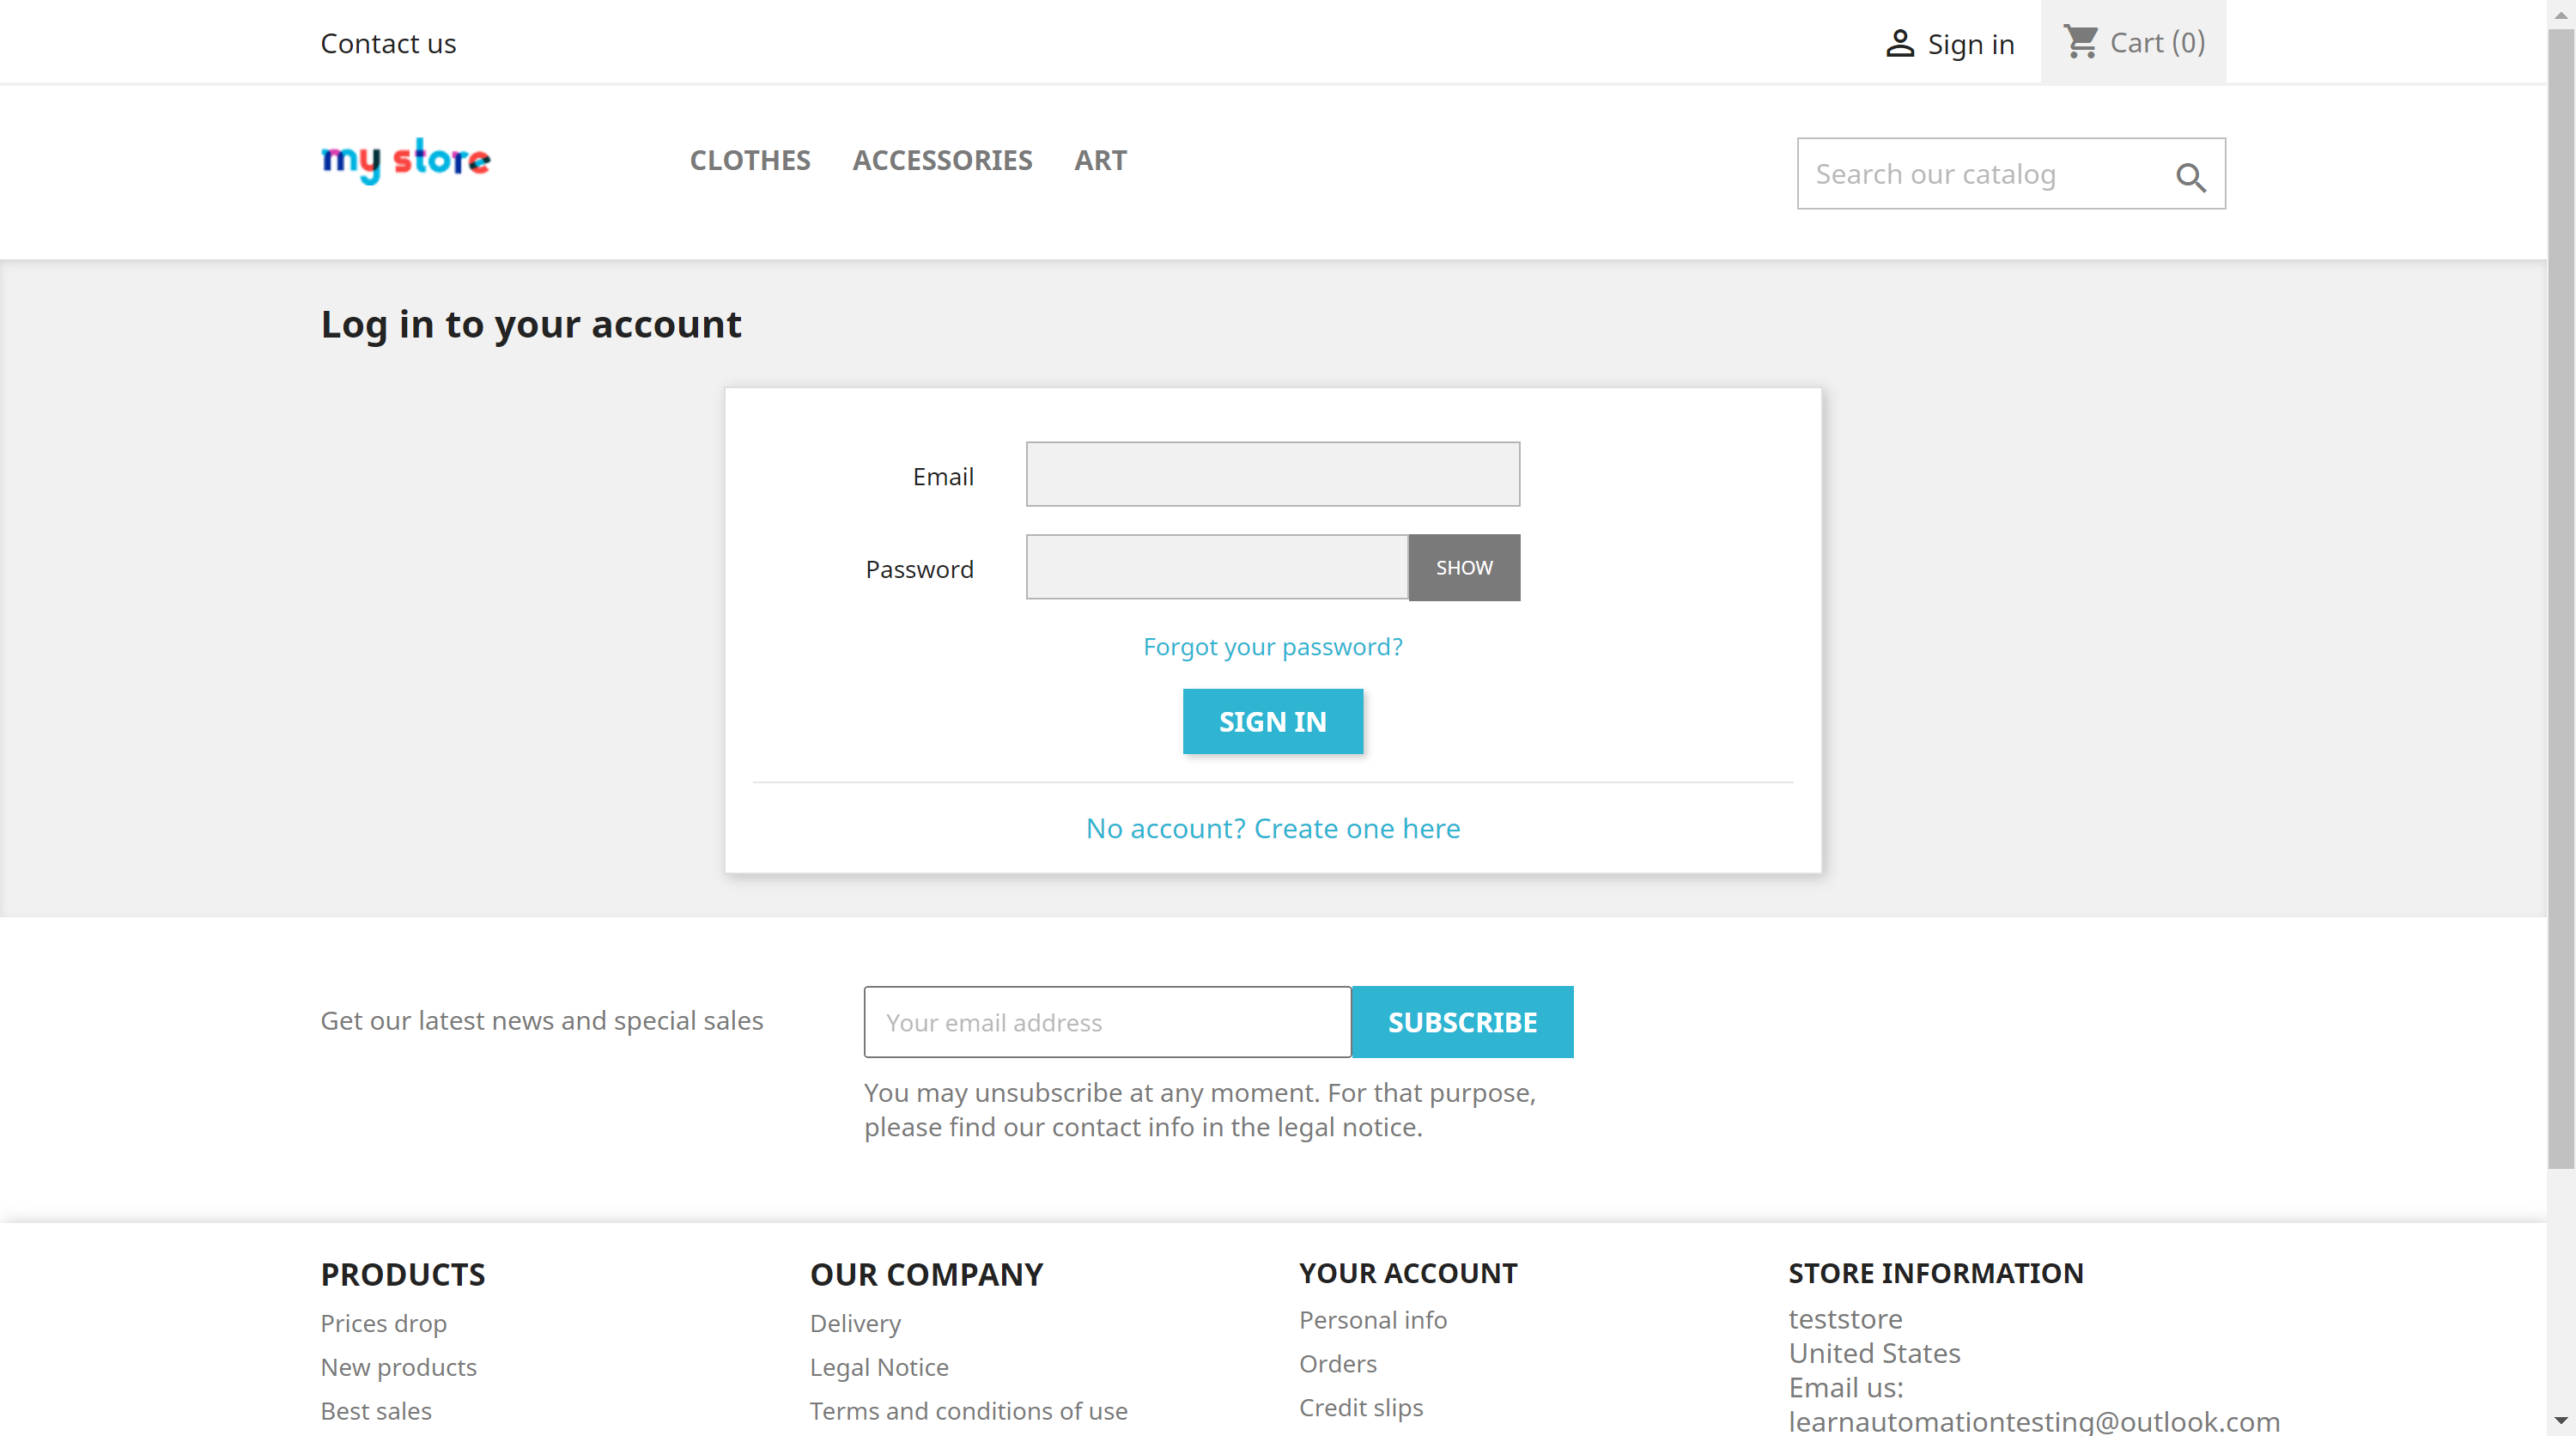 Contact us
Sign in
Cart (0)
my store
CLOTHES ACCESSORIES ART
Search our catalog
Log in to your account
Email
Password
SHOW
Forgot your password?
SIGN IN
No account? Create one here
Get our latest news and special sales
Your email address
SUBSCRIBE
You may unsubscribe at any moment. For that purpose,
please find our contact info in the legal notice.
PRODUCTS
Prices drop
New products
Best sales
OUR COMPANY
Delivery
Legal Notice
Terms and conditions of use
YOUR ACCOUNT
Personal info
Orders
Credit slips
STORE INFORMATION
teststore
United States
Email us:
learnautomationtesting@outlook.com